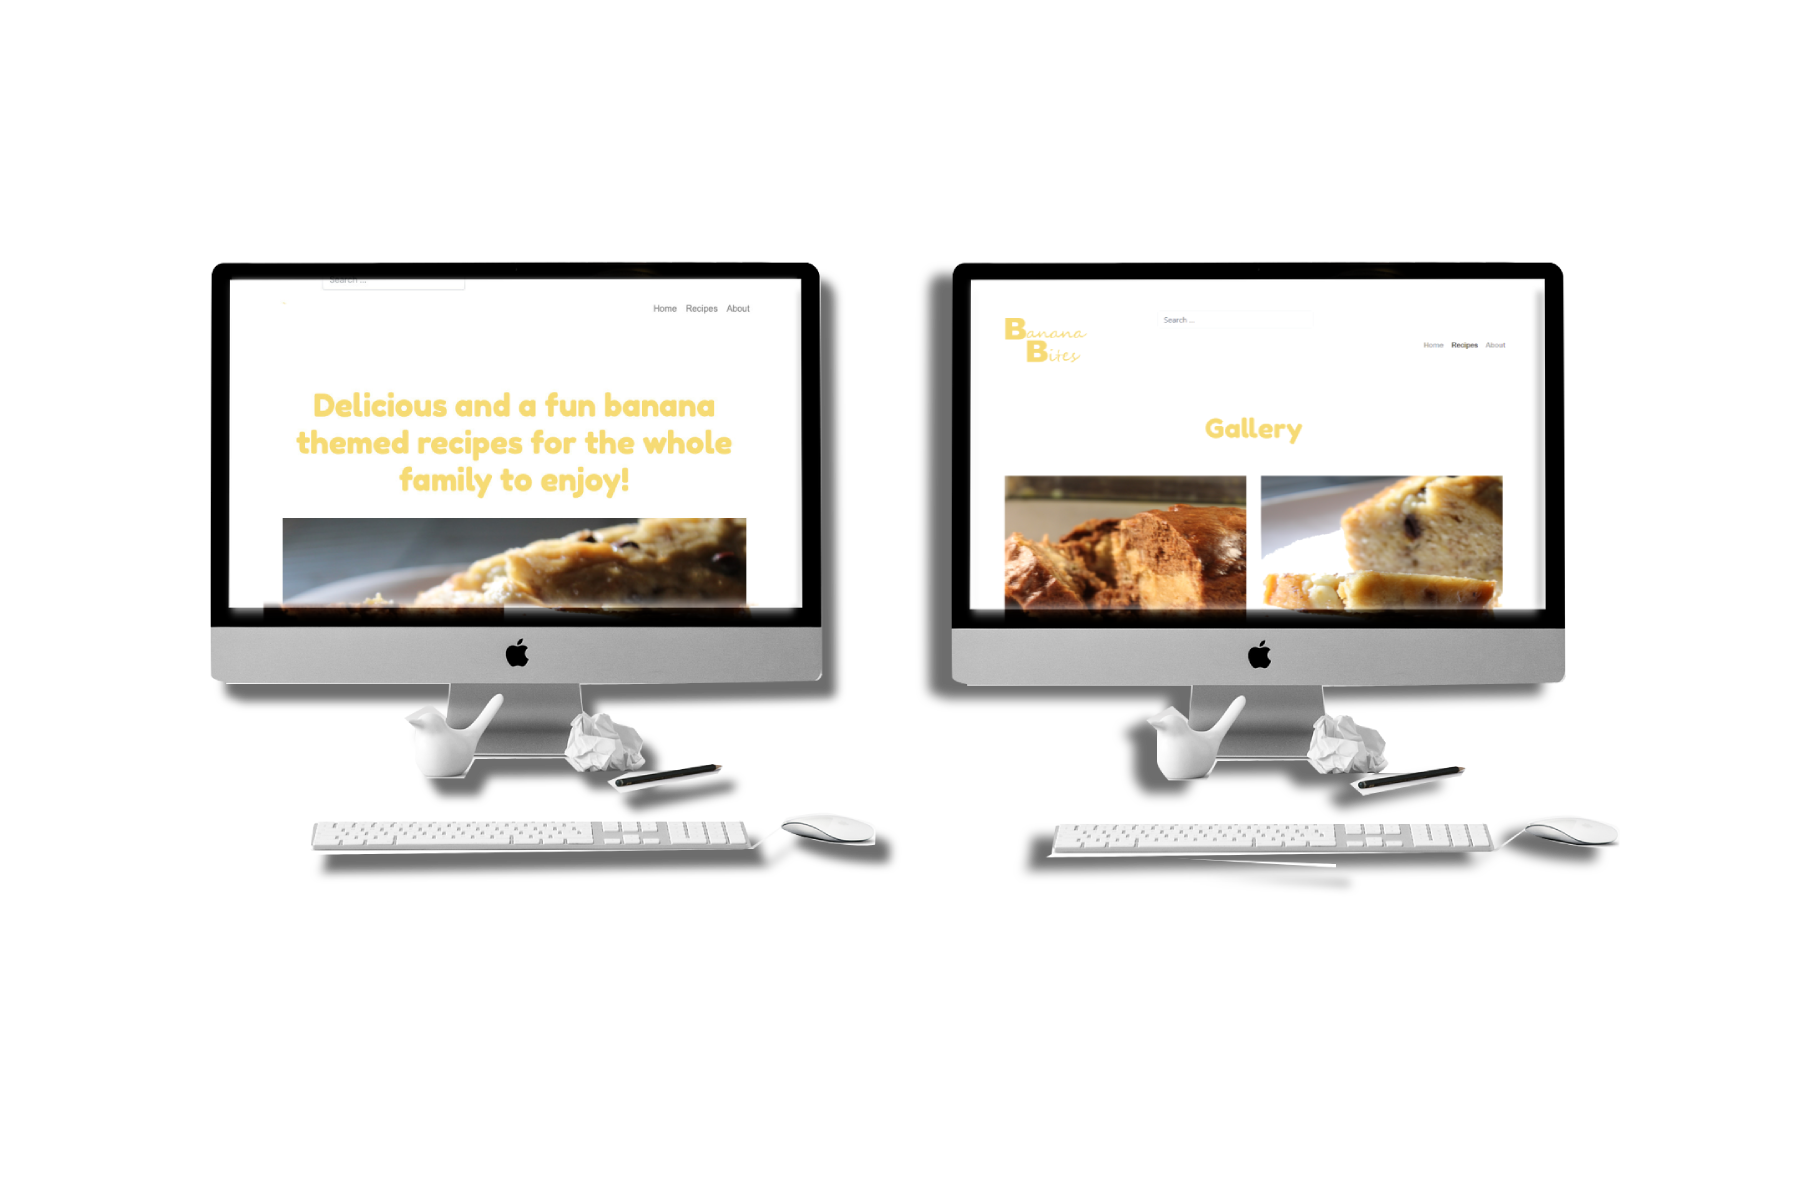 Search ...
Home Recipes About
Delicious and a fun banana
themed recipes for the whole
family to enjoy!
Banana
Bites
Search ...
Home Recipes About
Gallery